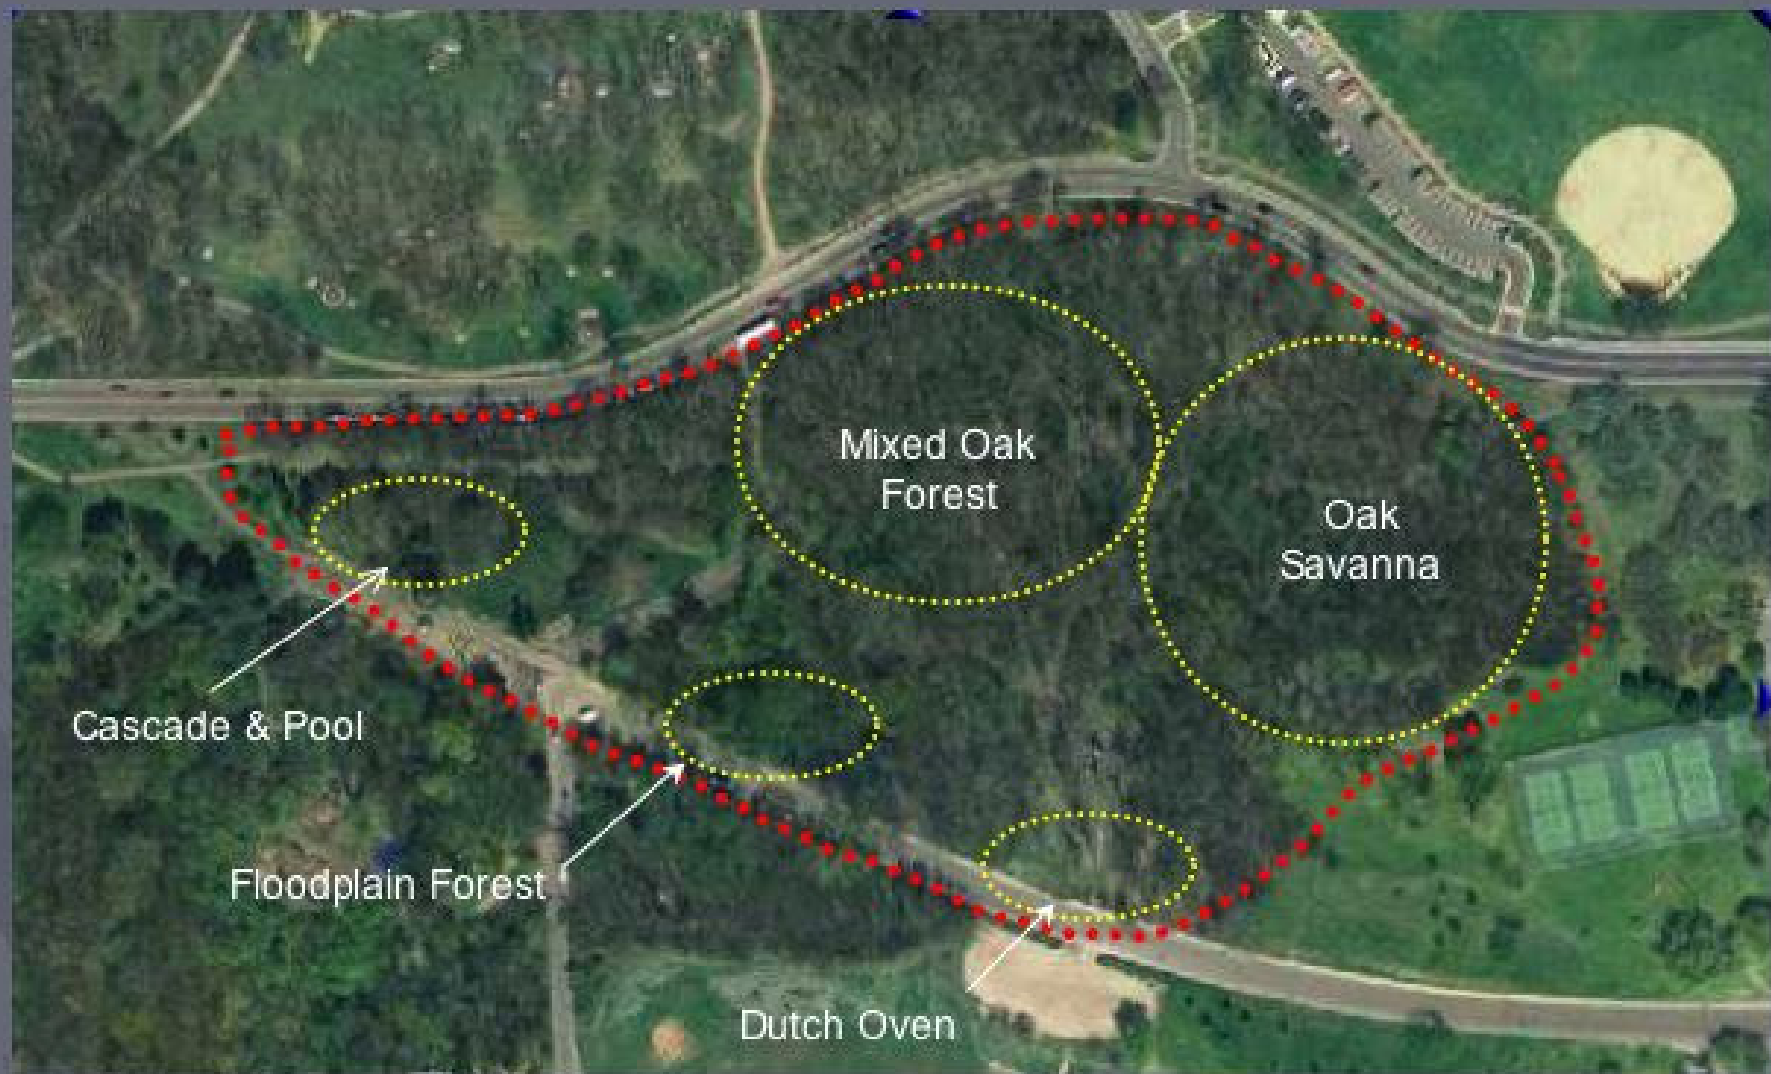 Mixed Oak
Forest
Oak
Savanna
Cascade & Pool
Floodplain Forest
Dutch Oven